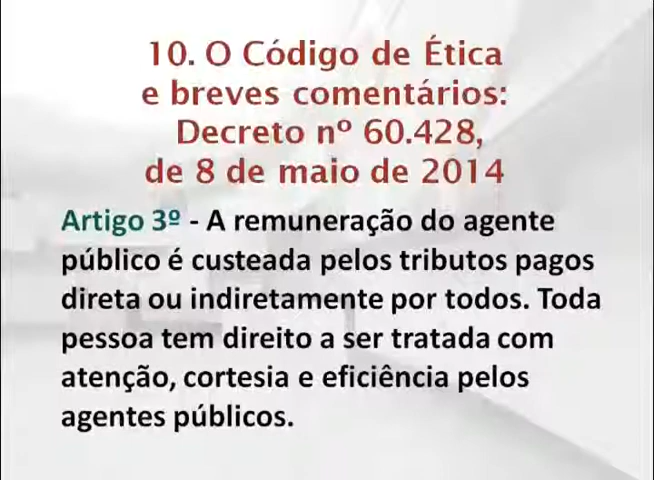 10. O Código de Ética
e breves comentários:
Decreto nº 60.428,
de 8 de maio de 2014
Artigo 3º - A remuneração do agente
público é custeada pelos tributos pagos
direta ou indiretamente por todos. Toda
pessoa tem direito a ser tratada com
atenção, cortesia e eficiência pelos
agentes públicos.